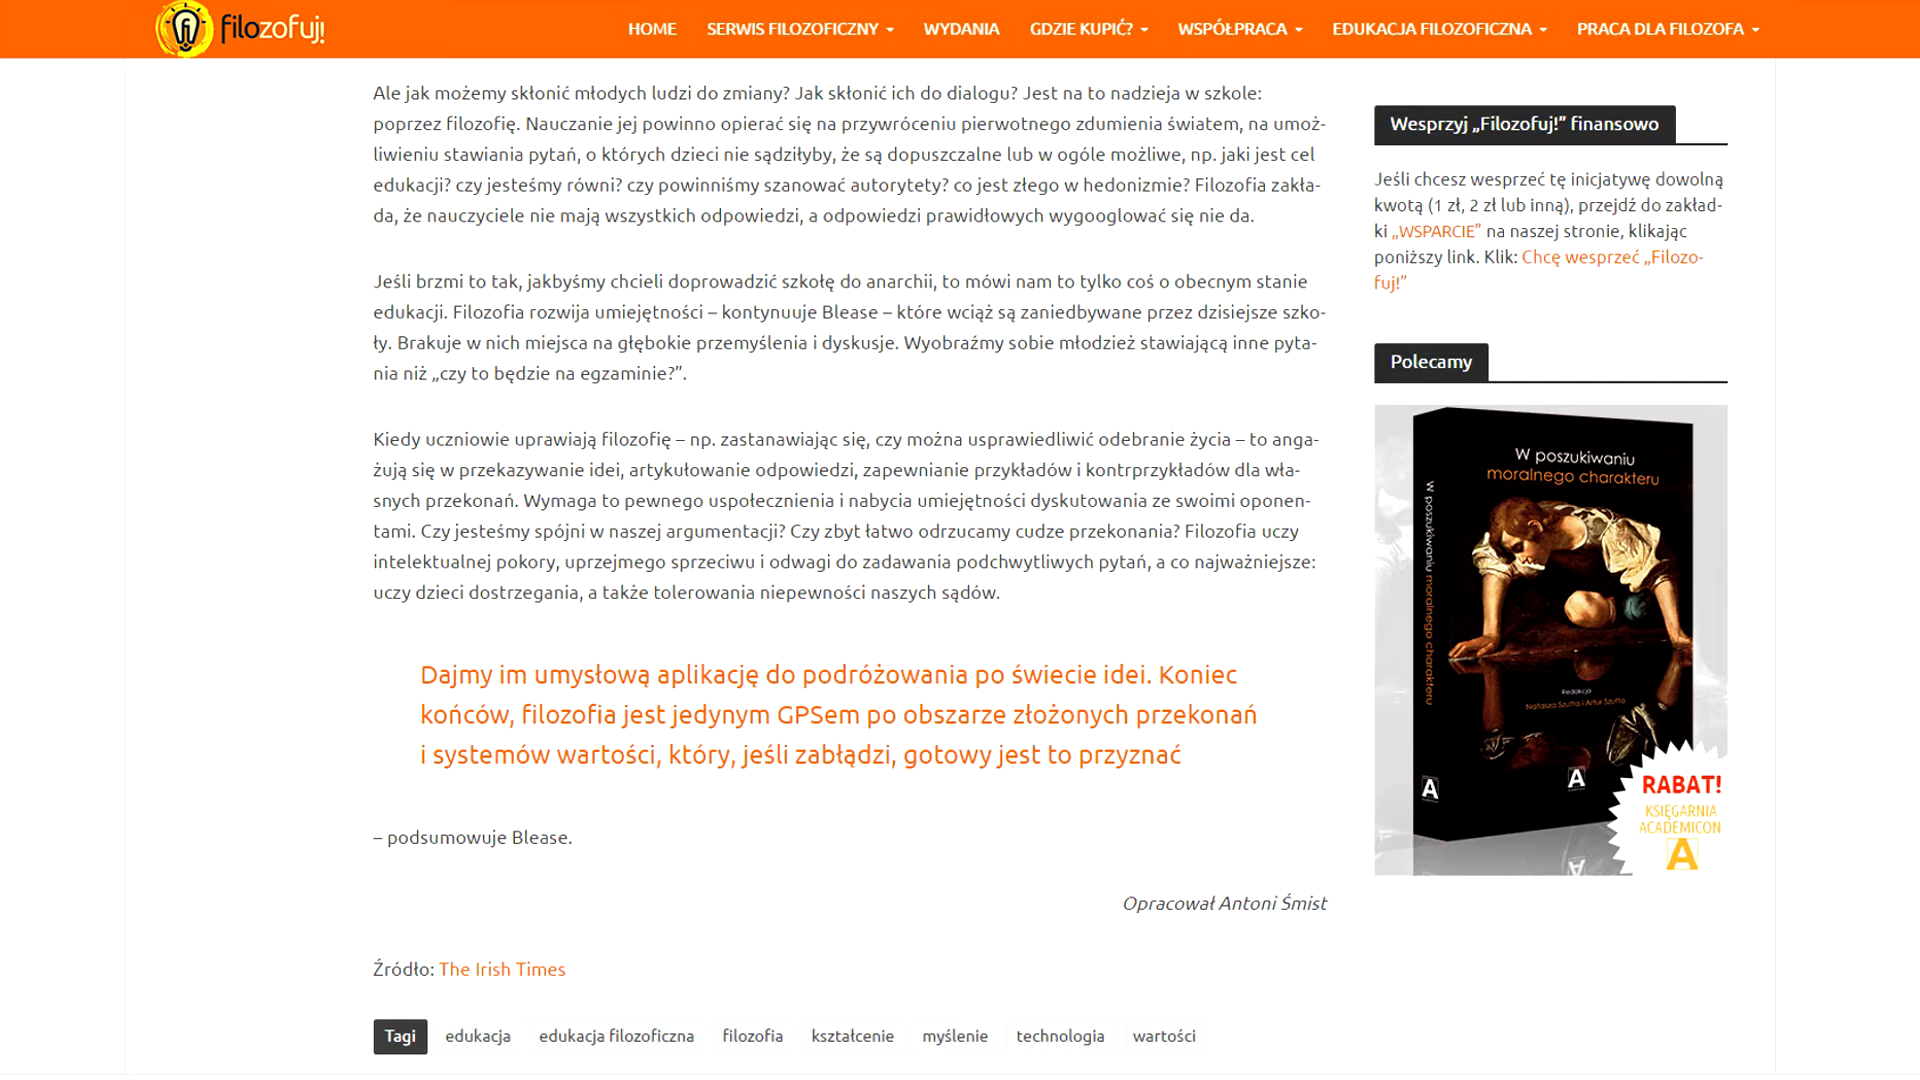 filozofuj!
HOME SERWIS FILOZOFICZNY WYDANIA GDZIE KUPIĆ? WSPÓŁPRACA EDUKACJA FILOZOFICZNA PRACA DLA FILOZOFA
Ale jak możemy skłonić młodych ludzi do zmiany? Jak skłonić ich do dialogu? Jest na to nadzieja w szkole:
poprzez filozofię. Nauczanie jej powinno opierać się na przywróceniu pierwotnego zdumienia światem, na umoż-
liwieniu stawiania pytań, o których dzieci nie sądziłyby, że są dopuszczalne lub w ogóle możliwe, np. jaki jest cel
edukacji? czy jesteśmy równi? czy powinniśmy szanować autorytety? co jest złego w hedonizmie? Filozofia zakła-
da, że nauczyciele nie mają wszystkich odpowiedzi, a odpowiedzi prawidłowych wygooglować się nie da.
Jeśli brzmi to tak, jakbyśmy chcieli doprowadzić szkołę do anarchii, to mówi nam to tylko coś o obecnym stanie
edukacji. Filozofia rozwija umiejętności – kontynuuje Blease – które wciąż są zaniedbywane przez dzisiejsze szko-
ły. Brakuje w nich miejsca na głębokie przemyślenia i dyskusje. Wyobraźmy sobie młodzież stawiającą inne pyta-
nia niż „czy to będzie na egzaminie?”.
Kiedy uczniowie uprawiają filozofię – np. zastanawiając się, czy można usprawiedliwić odebranie życia – to anga-
żują się w przekazywanie idei, artykułowanie odpowiedzi, zapewnianie przykładów i kontrprzykładów dla wła-
snych przekonań. Wymaga to pewnego uspołecznienia i nabycia umiejętności dyskutowania ze swoimi oponen-
tami. Czy jesteśmy spójni w naszej argumentacji? Czy zbyt łatwo odrzucamy cudze przekonania? Filozofia uczy
intelektualnej pokory, uprzejmego sprzeciwu i odwagi do zadawania podchwytliwych pytań, a co najważniejsze:
uczy dzieci dostrzegania, a także tolerowania niepewności naszych sądów.
Dajmy im umysłową aplikację do podróżowania po świecie idei. Koniec
końców, filozofia jest jedynym GPSem po obszarze złożonych przekonań
i systemów wartości, który, jeśli zabłądzi, gotowy jest to przyznać
– podsumowuje Blease.
Opracował Antoni Śmist
Źródło: The Irish Times
Tagi edukacja edukacja filozoficzna filozofia kształcenie myślenie technologia wartości
Wesprzyj „Filozofuj!” finansowo
Jeśli chcesz wesprzeć tę inicjatywę dowolną
kwotą (1 zł, 2 zł lub inną), przejdź do zakład-
ki „WSPARCIE” na naszej stronie, klikając
poniższy link. Klik: Chcę wesprzeć „Filozo-
fuj!”
Polecamy
W poszukiwaniu
moralnego charakteru
W poszukiwaniu moralnego charakteru
Redakcja
Natasza Szutta i Artur Szutta
A
A
RABAT!
KSIĘGARNIA
ACADEMICON
A